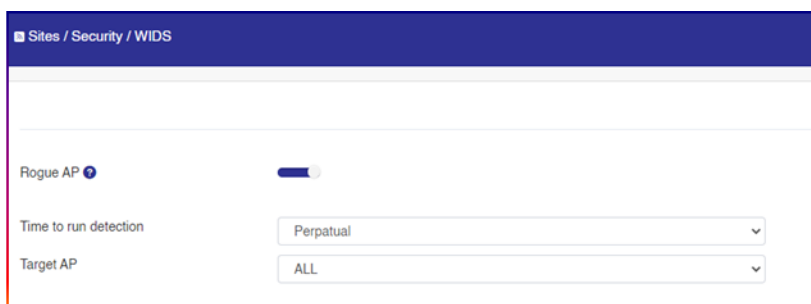 Sites / Security / WIDS
Rogue AP ?
Time to run detection
Perpatual
Target AP
ALL